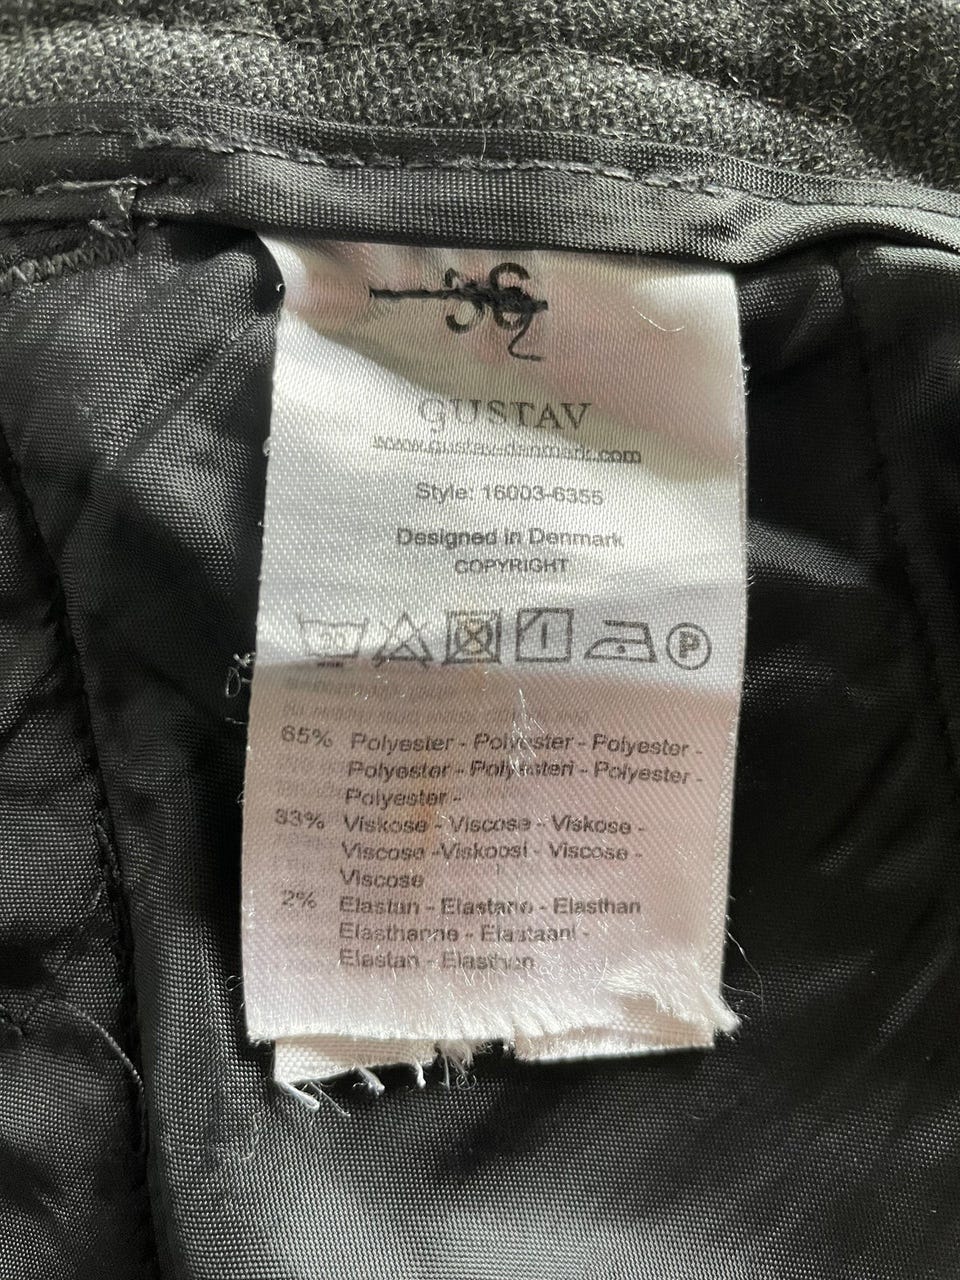 36
GUSTAV
www.gustav-denmark.com
Style: 16003-6355
Designed in Denmark
COPYRIGHT
P
65% Polyester - Polyester - Polyester -
Polyester - Polyesteri - Polyester -
Polyester -
33% Viskose - Viscose - Viskose -
Viscose -Viskoosi - Viscose -
Viscose
2% Elastan - Elastano - Elasthan
Elasthanne - Elastaani -
Elastan - Elasthan